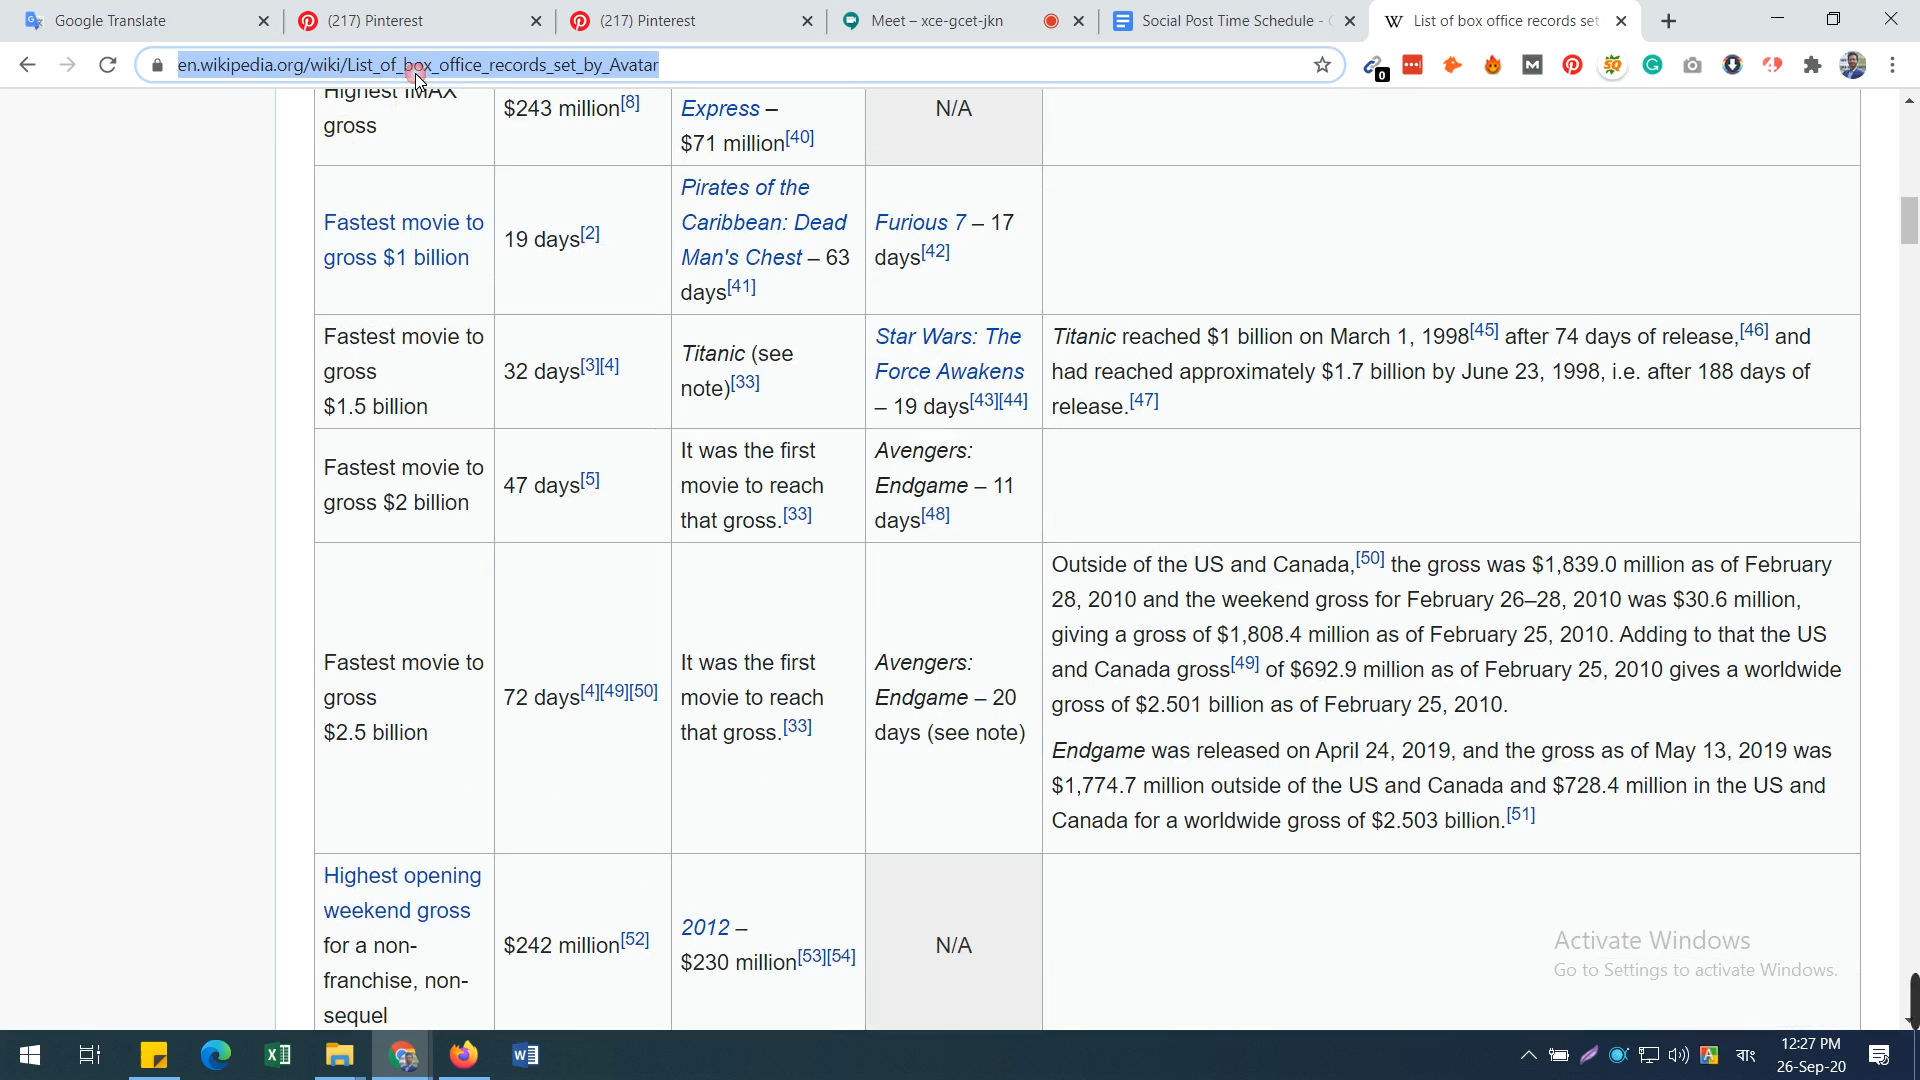 Google Translate
(217) Pinterest
(217) Pinterest
Meet – xce-gcet-jkn
Social Post Time Schedule -
W List of box office records set
en.wikipedia.org/wiki/List_of_box_office_records_set_by_Avatar
0
Highest IMAX
gross
$243 million[8]
Express –
$71 million[40]
N/A
Fastest movie to
gross $1 billion
19 days[2]
Pirates of the
Caribbean: Dead
Man's Chest – 63
days[41]
Furious 7 – 17
days[42]
Fastest movie to
gross
$1.5 billion
32 days[3][4]
Titanic (see
note)[33]
Star Wars: The
Force Awakens
– 19 days[43][44]
Titanic reached $1 billion on March 1, 1998[45] after 74 days of release,[46] and
had reached approximately $1.7 billion by June 23, 1998, i.e. after 188 days of
release.[47]
Fastest movie to
gross $2 billion
47 days[5]
It was the first
movie to reach
that gross.[33]
Avengers:
Endgame – 11
days[48]
Fastest movie to
gross
$2.5 billion
72 days[4][49][50]
It was the first
movie to reach
that gross.[33]
Avengers:
Endgame – 20
days (see note)
Outside of the US and Canada,[50] the gross was $1,839.0 million as of February
28, 2010 and the weekend gross for February 26–28, 2010 was $30.6 million,
giving a gross of $1,808.4 million as of February 25, 2010. Adding to that the US
and Canada gross[49] of $692.9 million as of February 25, 2010 gives a worldwide
gross of $2.501 billion as of February 25, 2010.
Endgame was released on April 24, 2019, and the gross as of May 13, 2019 was
$1,774.7 million outside of the US and Canada and $728.4 million in the US and
Canada for a worldwide gross of $2.503 billion.[51]
Highest opening
weekend gross
for a non-
franchise, non-
sequel
$242 million[52]
2012 –
$230 million[53][54]
N/A
Activate Windows
Go to Settings to activate Windows.
বাং
12:27 PM
26-Sep-20